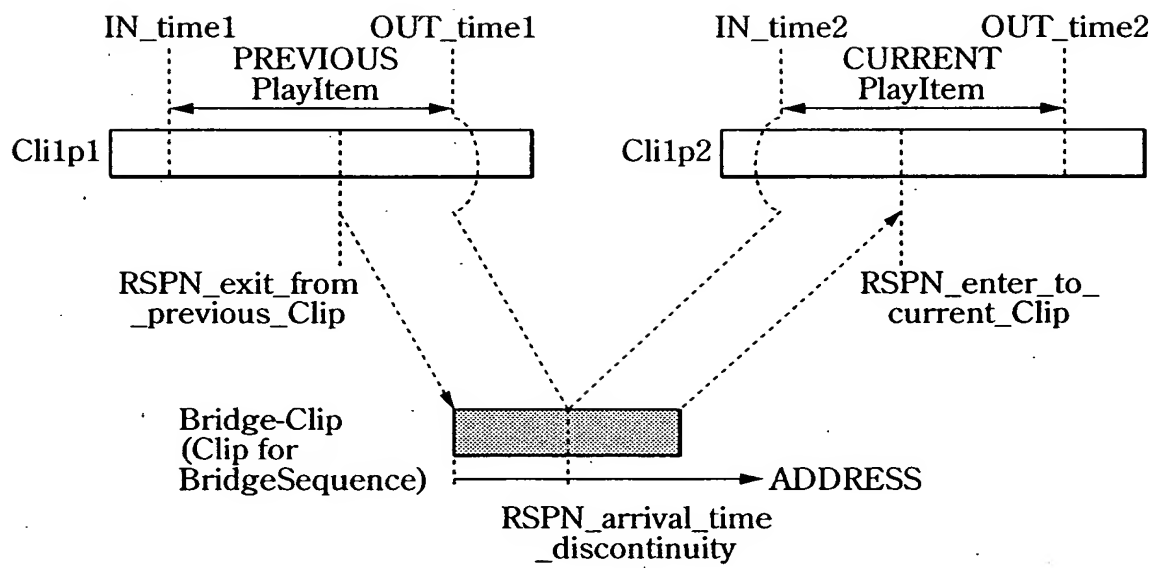 IN_time1
OUT_time1
IN_time2
OUT_time2
PREVIOUS
PlayItem
CURRENT
PlayItem
Cli1p1
Cli1p2
RSPN_exit_from
_previous_Clip
RSPN_enter_to_
current_Clip
Bridge-Clip
(Clip for
BridgeSequence)
ADDRESS
RSPN_arrival_time
_discontinuity